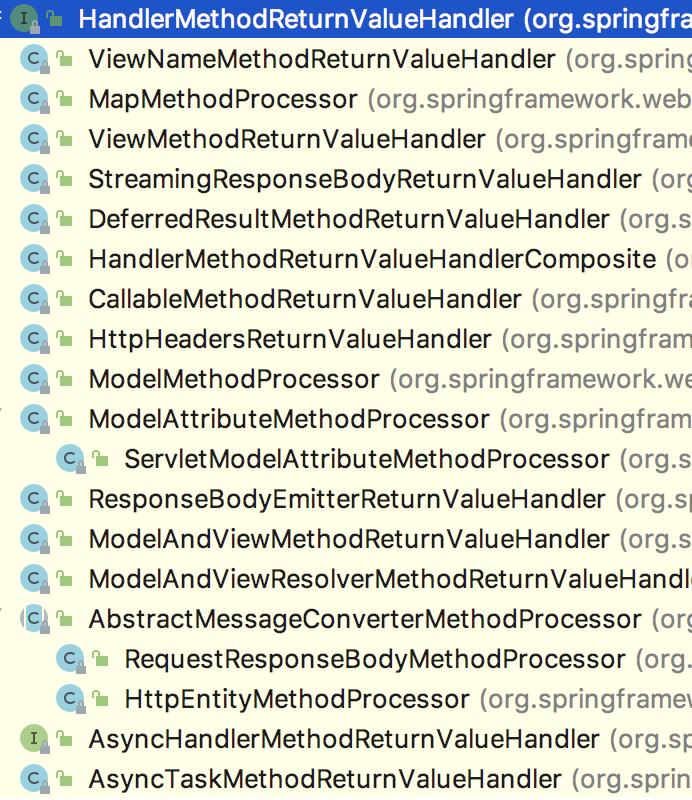 I HandlerMethodReturnValueHandler (org.springfra
C ViewNameMethodReturnValueHandler (org.spring
C MapMethodProcessor (org.springframework.web
C ViewMethodReturnValueHandler (org.springfram
C StreamingResponseBodyReturnValueHandler (org
C DeferredResultMethodReturnValueHandler (org.s
C HandlerMethodReturnValueHandlerComposite (o
C CallableMethodReturnValueHandler (org.springfra
C HttpHeadersReturnValueHandler (org.springfram
C ModelMethodProcessor (org.springframework.we
C ModelAttributeMethodProcessor (org.springfram
C ServletModelAttributeMethodProcessor (org.s
C ResponseBodyEmitterReturnValueHandler (org.sp
C ModelAndViewMethodReturnValueHandler (org.s
C ModelAndViewResolverMethodReturnValueHandl
C AbstractMessageConverterMethodProcessor (org
C RequestResponseBodyMethodProcessor (org.s
C HttpEntityMethodProcessor (org.springframew
I AsyncHandlerMethodReturnValueHandler (org.sp
C AsyncTaskMethodReturnValueHandler (org.sprin